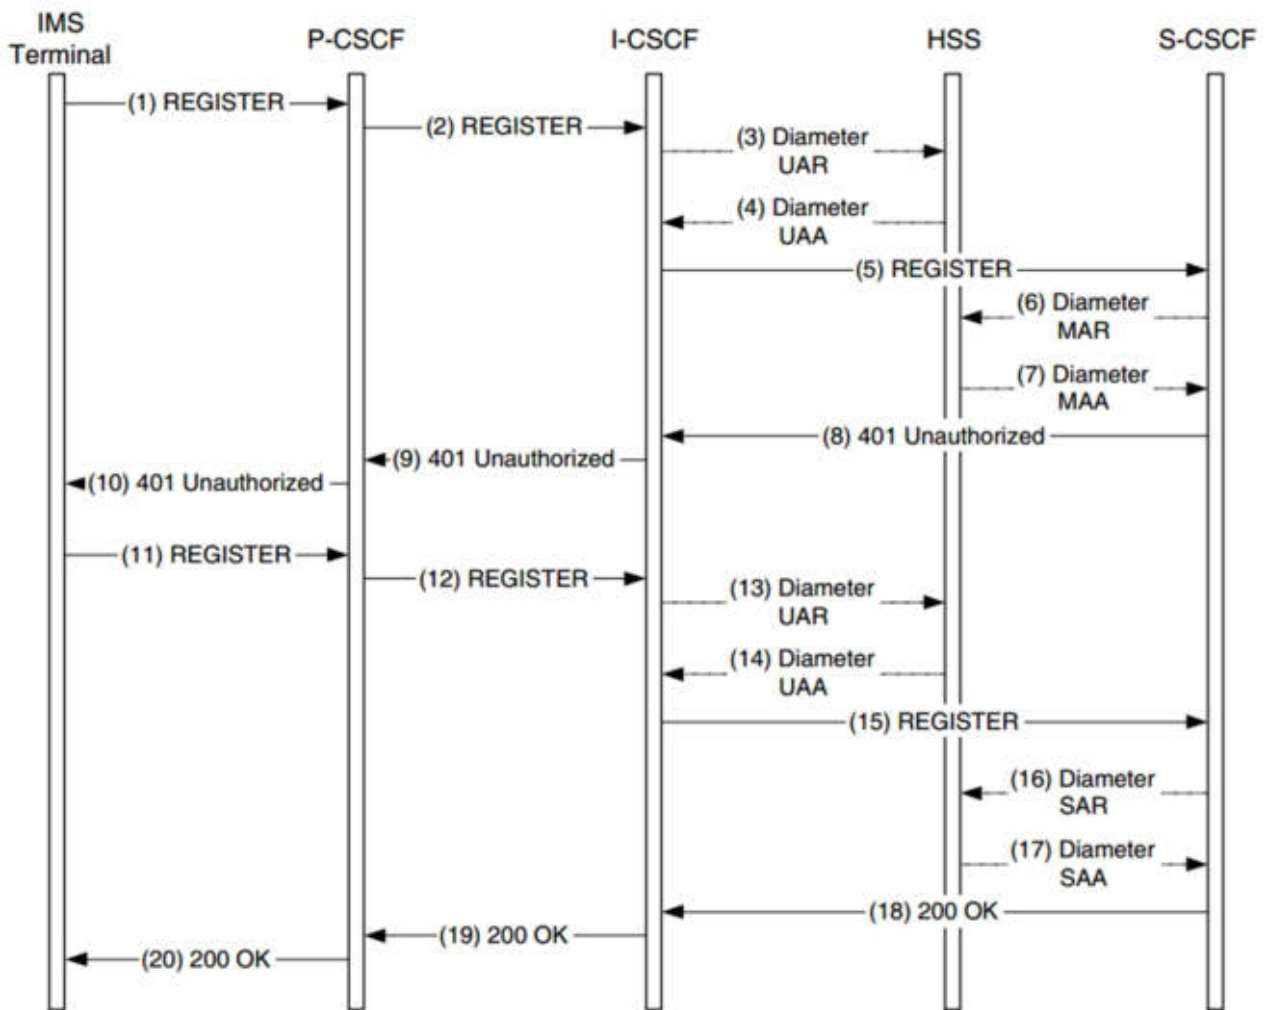 IMS
Terminal
P-CSCF
I-CSCF
HSS
S-CSCF
(1) REGISTER
(2) REGISTER
(3) Diameter
UAR
(4) Diameter
UAA
(5) REGISTER
(6) Diameter
MAR
(7) Diameter
MAA
(8) 401 Unauthorized
(9) 401 Unauthorized
(10) 401 Unauthorized
(11) REGISTER
(12) REGISTER
(13) Diameter
UAR
(14) Diameter
UAA
(15) REGISTER
(16) Diameter
SAR
(17) Diameter
SAA
(18) 200 OK
(19) 200 OK
(20) 200 OK